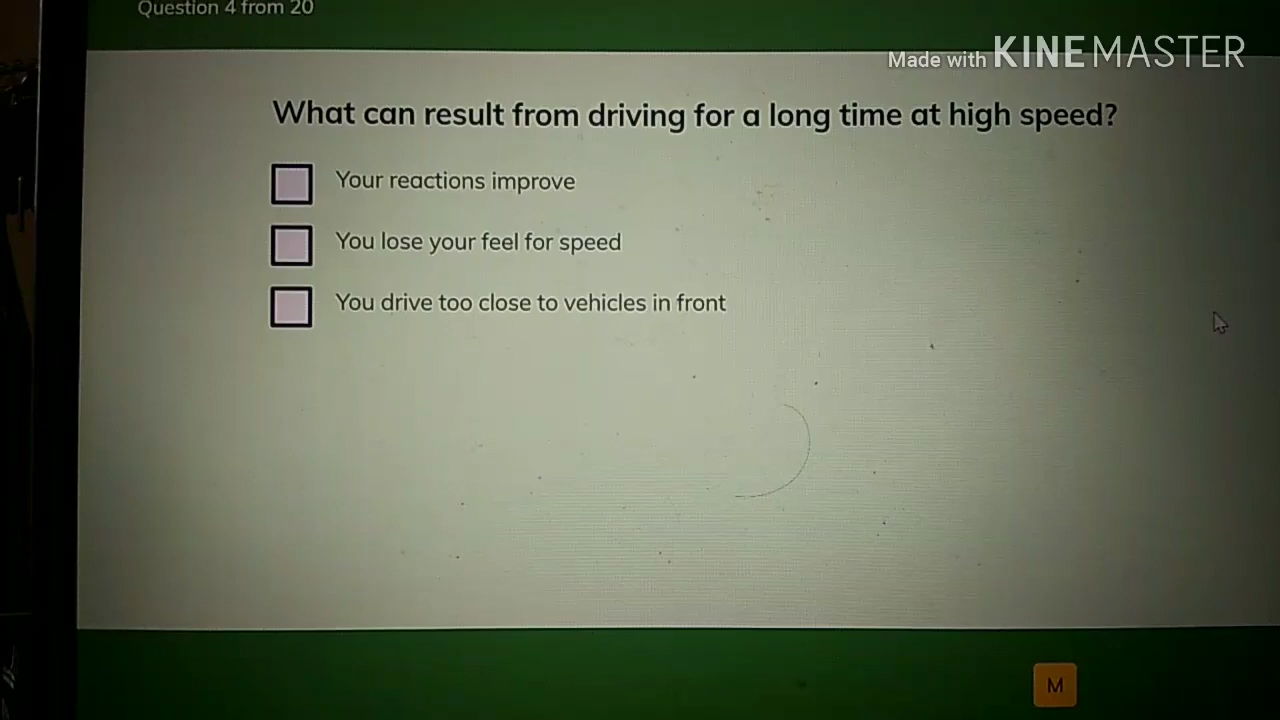 Question 4 from 20
Made with KINEMASTER
What can result from driving for a long time at high speed?
Your reactions improve
You lose your feel for speed
You drive too close to vehicles in front
M